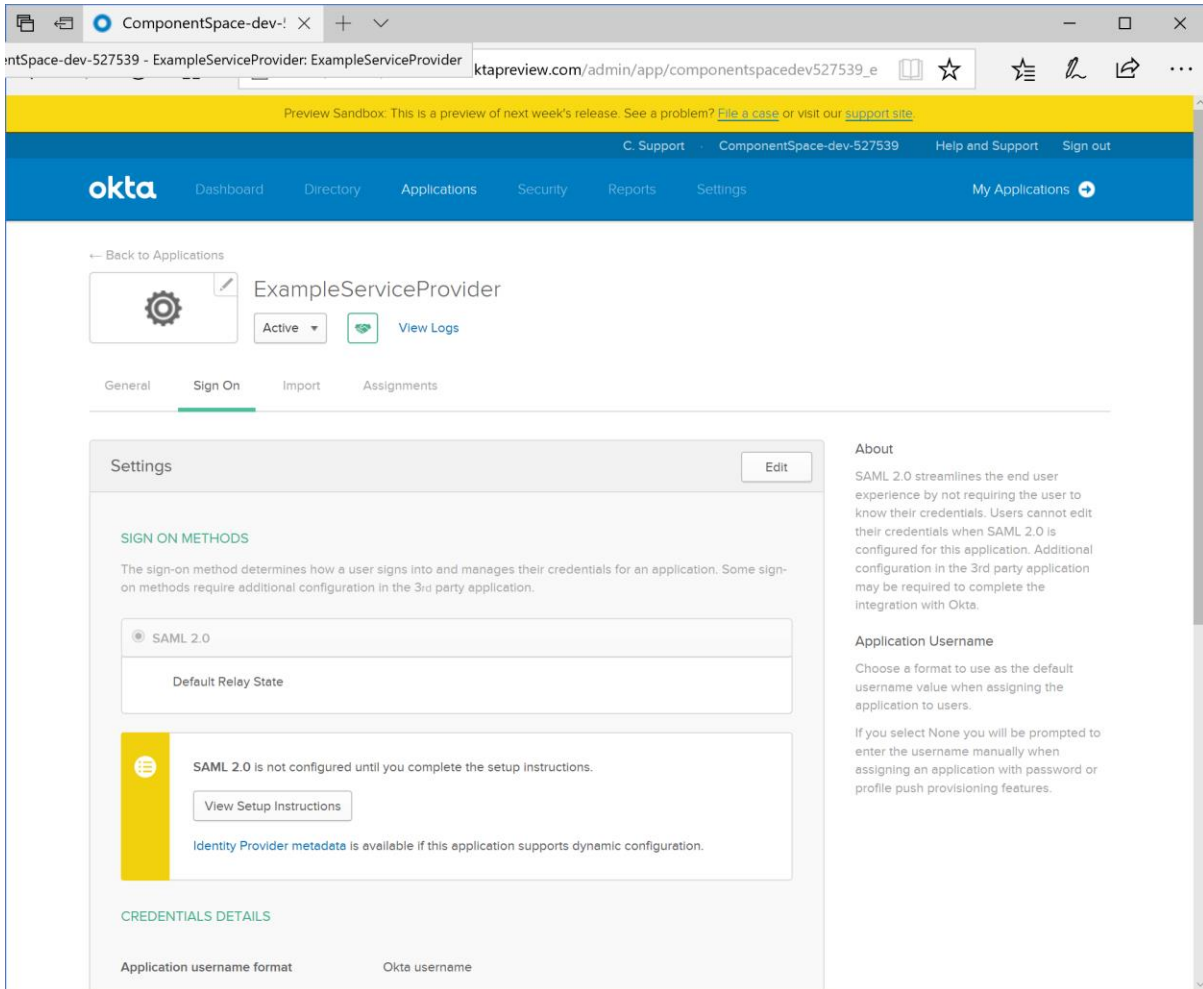 ComponentSpace-dev-5
entSpace-dev-527539 - ExampleServiceProvider: ExampleServiceProvider
ktapreview.com/admin/app/componentspacedev527539_e
Preview Sandbox: This is a preview of next week's release. See a problem? File a case or visit our support site.
C. Support · ComponentSpace-dev-527539 Help and Support Sign out
okta Dashboard Directory Applications Security Reports Settings My Applications
← Back to Applications
ExampleServiceProvider
Active View Logs
General Sign On Import Assignments
Settings Edit
SIGN ON METHODS
The sign-on method determines how a user signs into and manages their credentials for an application. Some sign-
on methods require additional configuration in the 3rd party application.
SAML 2.0
Default Relay State
SAML 2.0 is not configured until you complete the setup instructions.
View Setup Instructions
Identity Provider metadata is available if this application supports dynamic configuration.
CREDENTIALS DETAILS
Application username format Okta username
About
SAML 2.0 streamlines the end user
experience by not requiring the user to
know their credentials. Users cannot edit
their credentials when SAML 2.0 is
configured for this application. Additional
configuration in the 3rd party application
may be required to complete the
integration with Okta.
Application Username
Choose a format to use as the default
username value when assigning the
application to users.
If you select None you will be prompted to
enter the username manually when
assigning an application with password or
profile push provisioning features.